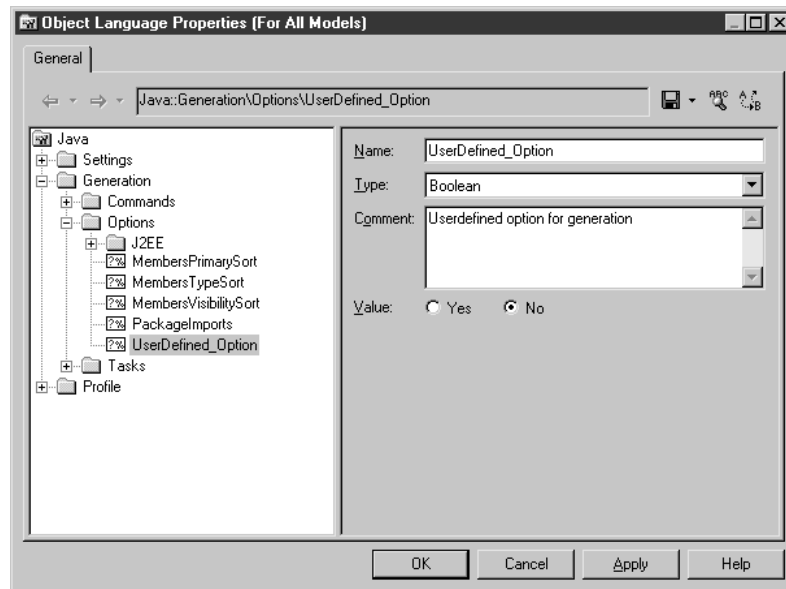 Object Language Properties (For All Models)
General
Java::Generation\Options\UserDefined_Option
ABC
A
B
Java
Settings
Generation
Commands
Options
J2EE
MembersPrimarySort
MembersTypeSort
MembersVisibilitySort
PackageImports
UserDefined_Option
Tasks
Profile
Name: UserDefined_Option
Type: Boolean
Comment: Userdefined option for generation
Value: Yes No
OK Cancel Apply Help